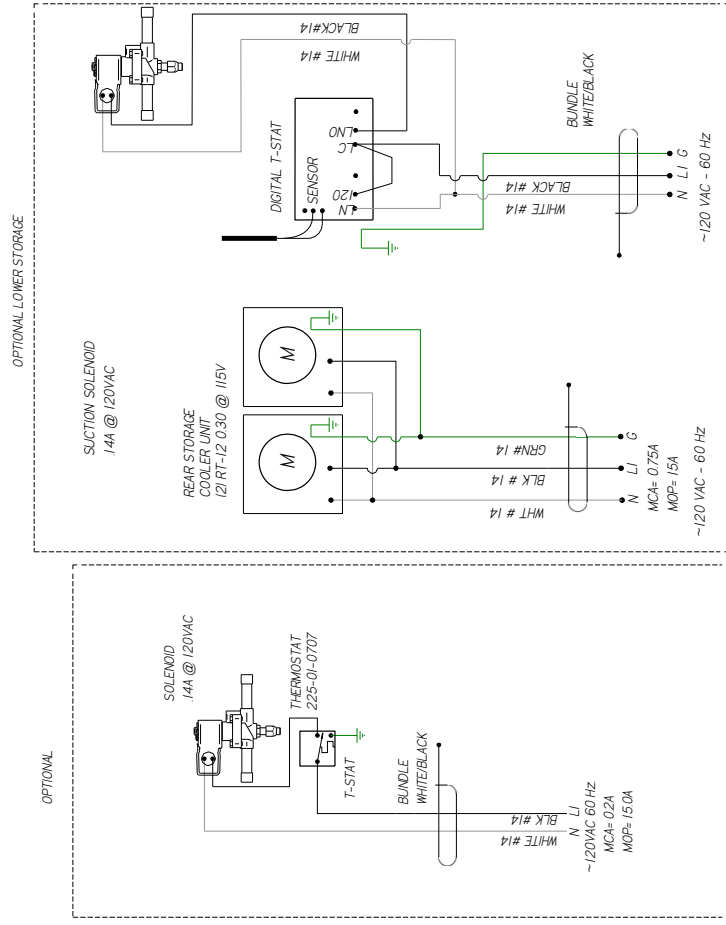 OPTIONAL LOWER STORAGE
SUCTION SOLENOID
.14A @ 120VAC
BLACK#14
WHITE #14
DIGITAL T-STAT
SENSOR
LN
120
LC
LNO
BUNDLE
WHITE/BLACK
WHITE #14
BLACK #14
N L1 G
~120 VAC - 60 Hz
REAR STORAGE
COOLER UNIT
121 RT-12 0.30 @ 115V
M
M
WHT # 14
BLK # 14
GRN# 14
N L1 G
MCA= 0.75A
MOP= 15A
~120 VAC - 60 Hz
OPTIONAL
SOLENOID
.14A @ 120VAC
THERMOSTAT
225-01-0707
T-STAT
BUNDLE
WHITE/BLACK
WHITE #14
BLK #14
N L1
~120VAC 60 Hz
MCA= 0.2A
MOP= 15.0A